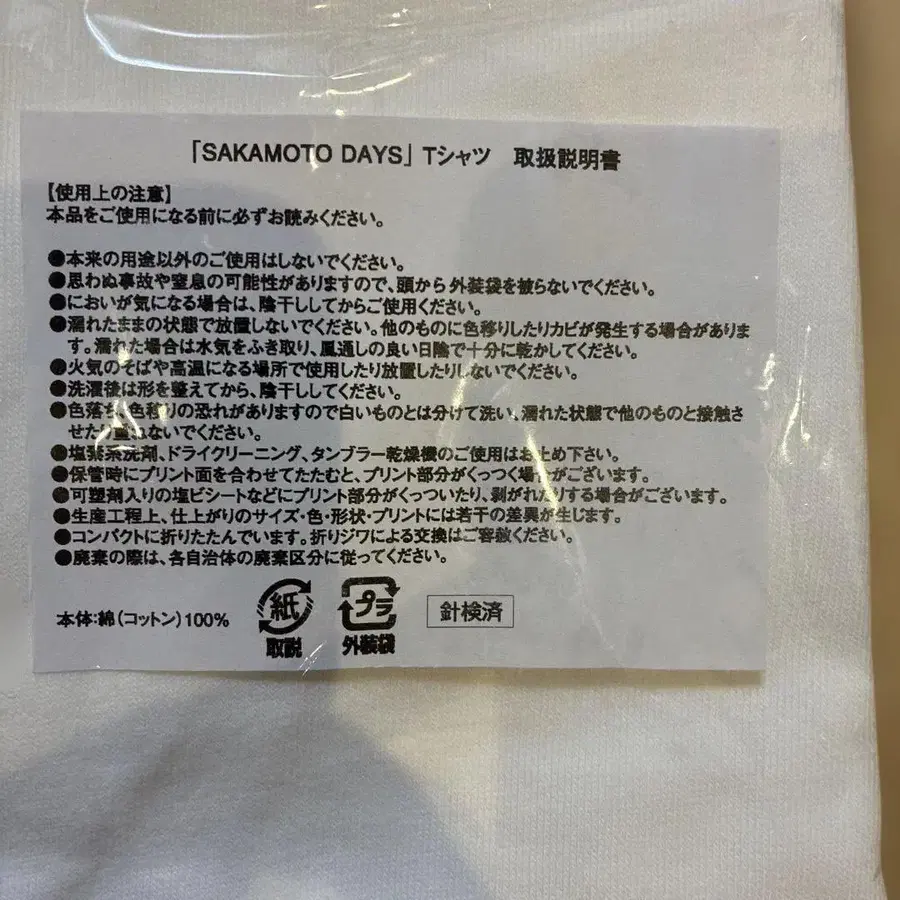 「SAKAMOTO DAYS」Tシャツ　取扱説明書
【使用上の注意】
本品をご使用になる前に必ずお読みください。
●本来の用途以外のご使用はしないでください。
●思わぬ事故や窒息の可能性がありますので、頭から外装袋を被らないでください。
●においが気になる場合は、陰干ししてからご使用ください。
●濡れたままの状態で放置しないでください。他のものに色移りしたりカビが発生する場合があります。濡れた場合は水気をふき取り、風通しの良い日陰で十分に乾かしてください。
●火気のそばや高温になる場所で使用したり放置したりしないでください。
●洗濯後は形を整えてから、陰干ししてください。
●色落ち、色移りの恐れがありますので白いものとは分けて洗い、濡れた状態で他のものと接触さ
せたり重ねないでください。
●塩素系洗剤、ドライクリーニング、タンブラー乾燥機のご使用はお止め下さい。
●保管時にプリント面を合わせてたたむと、プリント部分がくっつく場合がございます。
●可塑剤入りの塩ビシートなどにプリント部分がくっついたり、剥がれたりする場合がございます。
●生産工程上、仕上がりのサイズ・色・形状・プリントには若干の差異が生じます。
●コンパクトに折りたたんでいます。折りジワによる交換はご容赦ください。
●廃棄の際は、各自治体の廃棄区分に従ってください。
本体:綿(コットン)100%
紙
取説
プラ
外装袋
針検済